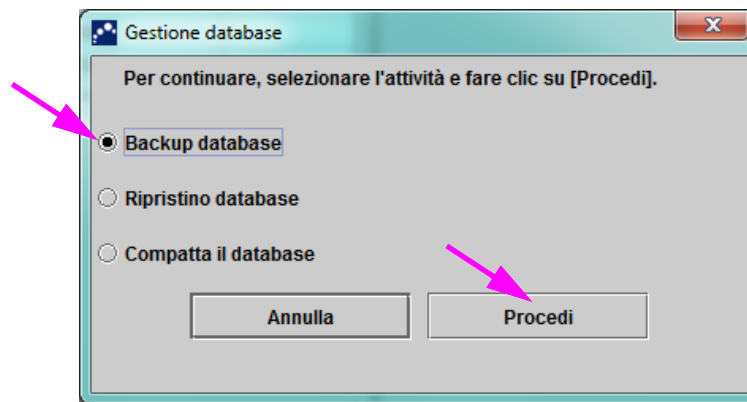 Gestione database
Per continuare, selezionare l'attività e fare clic su [Procedi].
Backup database
Ripristino database
Compatta il database
Annulla
Procedi